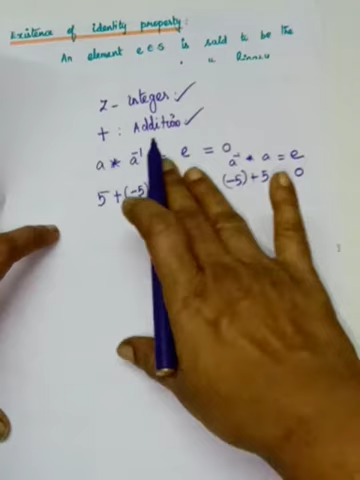 Existence of identity property:
An element e ∈ S is said to be the
a
Z - integer ✓
+ : Addition ✓
a * a⁻¹ = e = 0
a⁻¹ * a = e
5 + (-5)
(-5) + 5 = 0